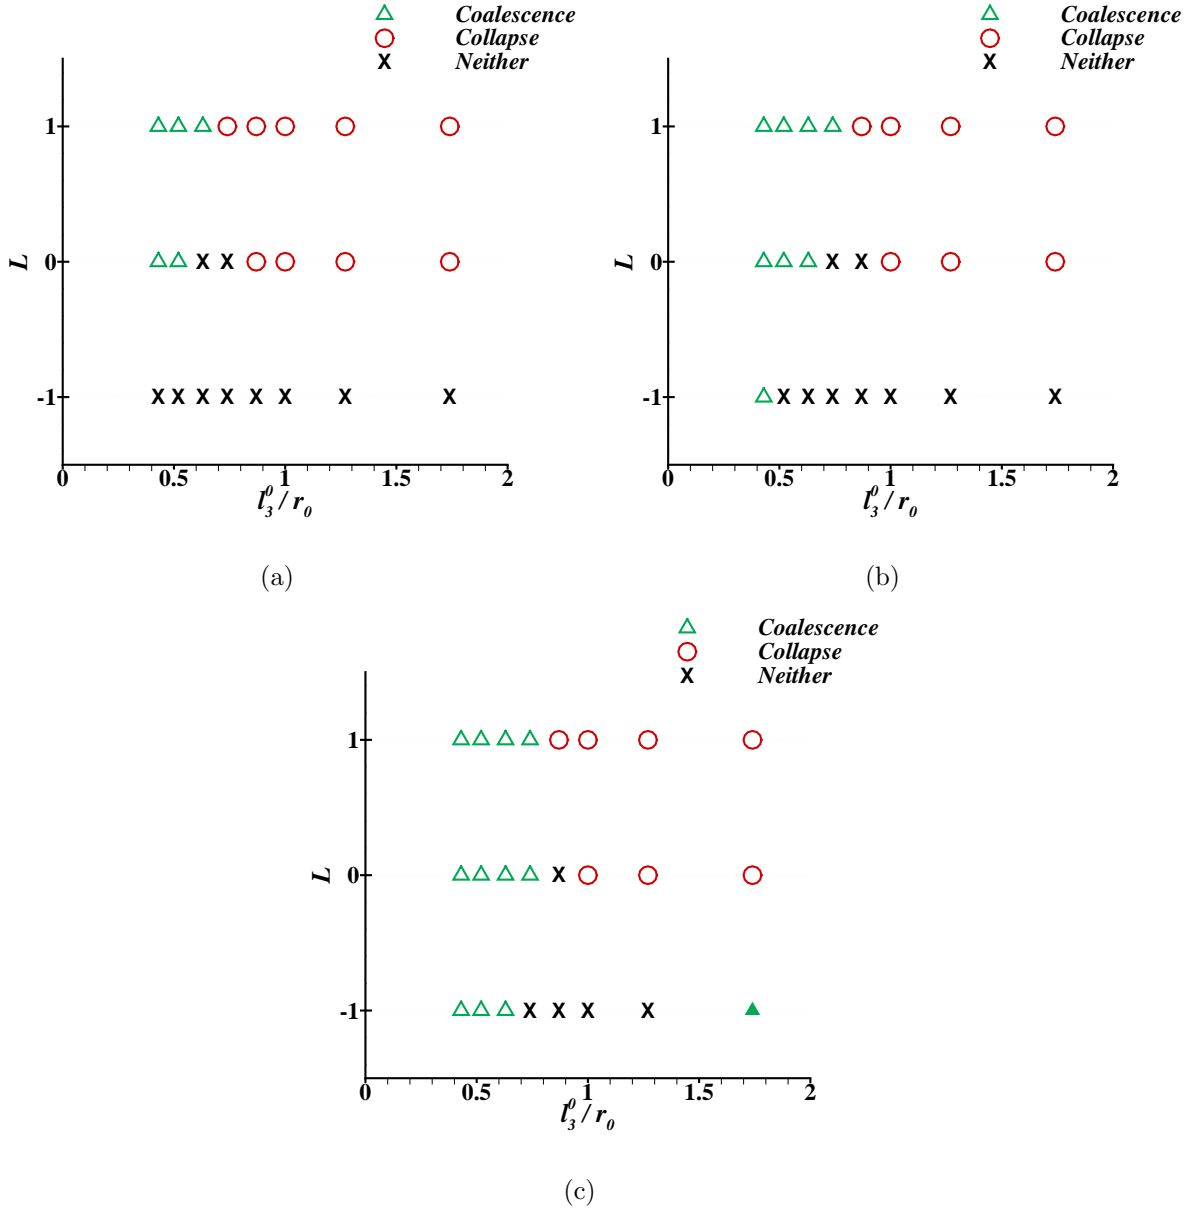 Coalescence
Collapse
X Neither
1
L 0
-1
0 0.5 1 1.5 2
l₃⁰ / r₀
(a)
Coalescence
Collapse
X Neither
1
L 0
-1
0 0.5 1 1.5 2
l₃⁰ / r₀
(b)
Coalescence
Collapse
X Neither
1
L 0
-1
0 0.5 1 1.5 2
l₃⁰ / r₀
(c)